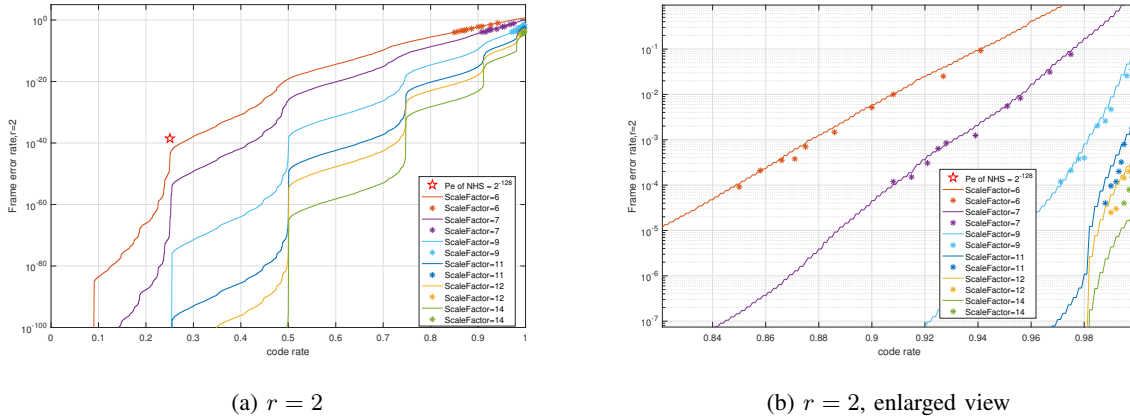 10^0
10^-20
10^-40
10^-60
10^-80
10^-100
Frame error rate,r=2
0 0.1 0.2 0.3 0.4 0.5 0.6 0.7 0.8 0.9 1
code rate
Pe of NHS = 2^-128
ScaleFactor=6
ScaleFactor=6
ScaleFactor=7
ScaleFactor=7
ScaleFactor=9
ScaleFactor=9
ScaleFactor=11
ScaleFactor=11
ScaleFactor=12
ScaleFactor=12
ScaleFactor=14
ScaleFactor=14
(a) r = 2
10^-1
10^-2
10^-3
10^-4
10^-5
10^-6
10^-7
Frame error rate,r=2
0.84 0.86 0.88 0.9 0.92 0.94 0.96 0.98
code rate
Pe of NHS = 2^-128
ScaleFactor=6
ScaleFactor=6
ScaleFactor=7
ScaleFactor=7
ScaleFactor=9
ScaleFactor=9
ScaleFactor=11
ScaleFactor=11
ScaleFactor=12
ScaleFactor=12
ScaleFactor=14
ScaleFactor=14
(b) r = 2, enlarged view